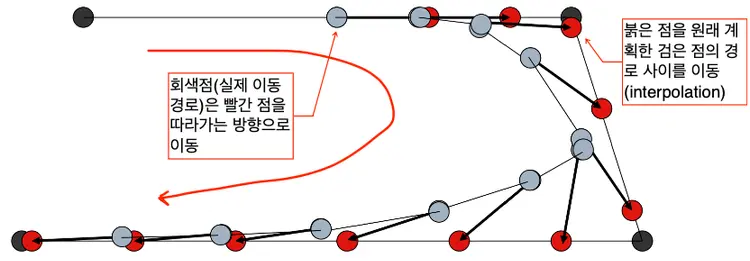 회색점(실제 이동
경로)은 빨간 점을
따라가는 방향으로
이동
붉은 점을 원래 계
획한 검은 점의 경
로 사이를 이동
(interpolation)